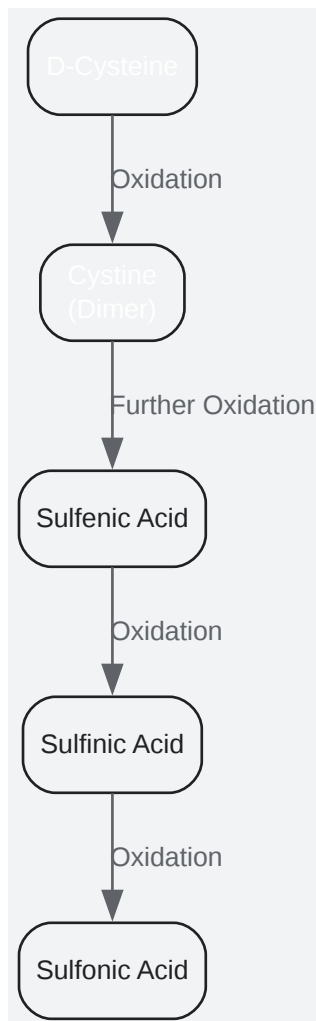 D-Cysteine
Oxidation
Cystine
(Dimer)
Further Oxidation
Sulfenic Acid
Oxidation
Sulfinic Acid
Oxidation
Sulfonic Acid